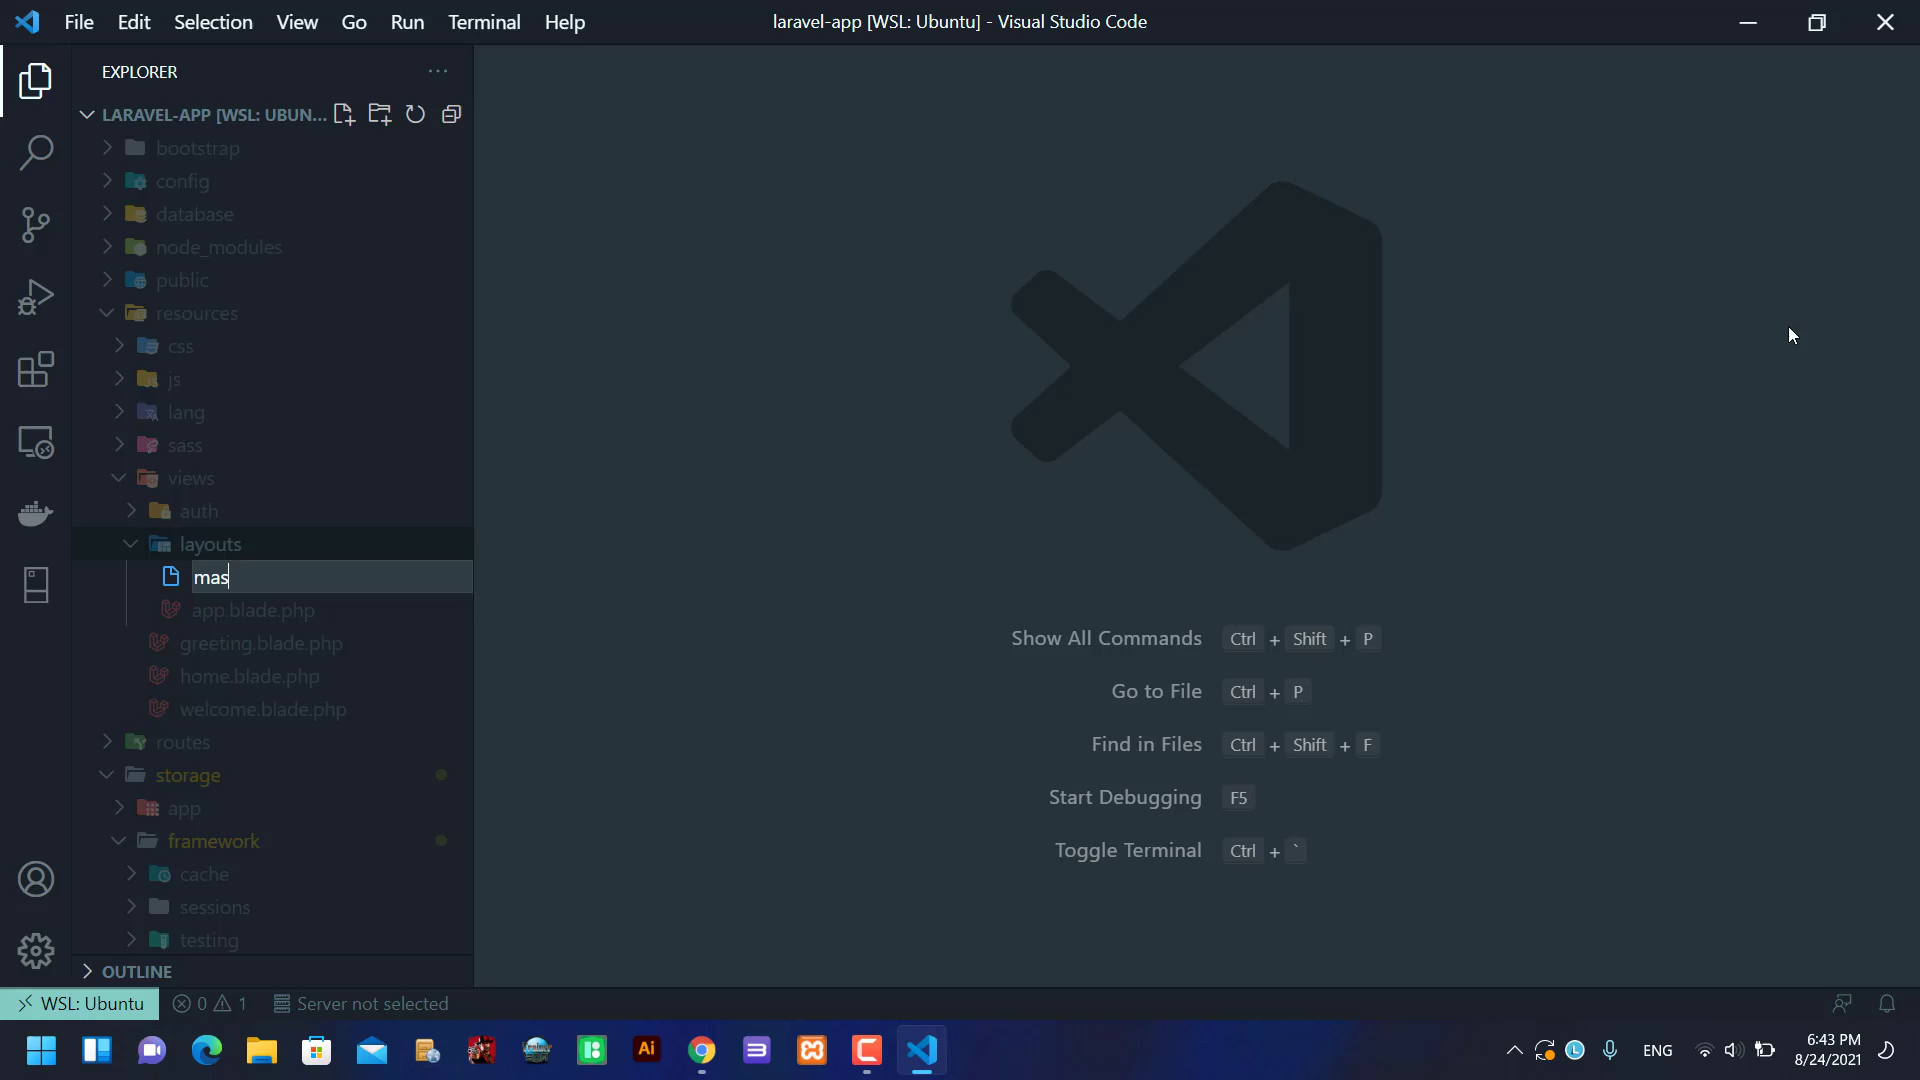 File Edit Selection View Go Run Terminal Help
laravel-app [WSL: Ubuntu] - Visual Studio Code
EXPLORER
LARAVEL-APP [WSL: UBUN...
bootstrap
config
database
node_modules
public
resources
css
js
lang
sass
views
auth
layouts
mas
app.blade.php
greeting.blade.php
home.blade.php
welcome.blade.php
routes
storage
app
framework
cache
sessions
testing
OUTLINE
Show All Commands Ctrl + Shift + P
Go to File Ctrl + P
Find in Files Ctrl + Shift + F
Start Debugging F5
Toggle Terminal Ctrl + `
WSL: Ubuntu 0 1 Server not selected
Ai
ENG
6:43 PM
8/24/2021